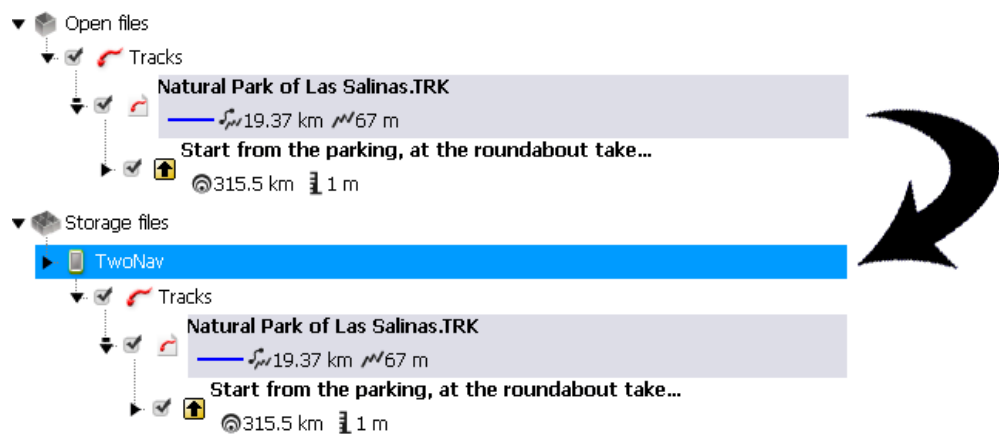 Open files
Tracks
Natural Park of Las Salinas.TRK
19.37 km 67 m
Start from the parking, at the roundabout take...
315.5 km 1 m
Storage files
TwoNav
Tracks
Natural Park of Las Salinas.TRK
19.37 km 67 m
Start from the parking, at the roundabout take...
315.5 km 1 m